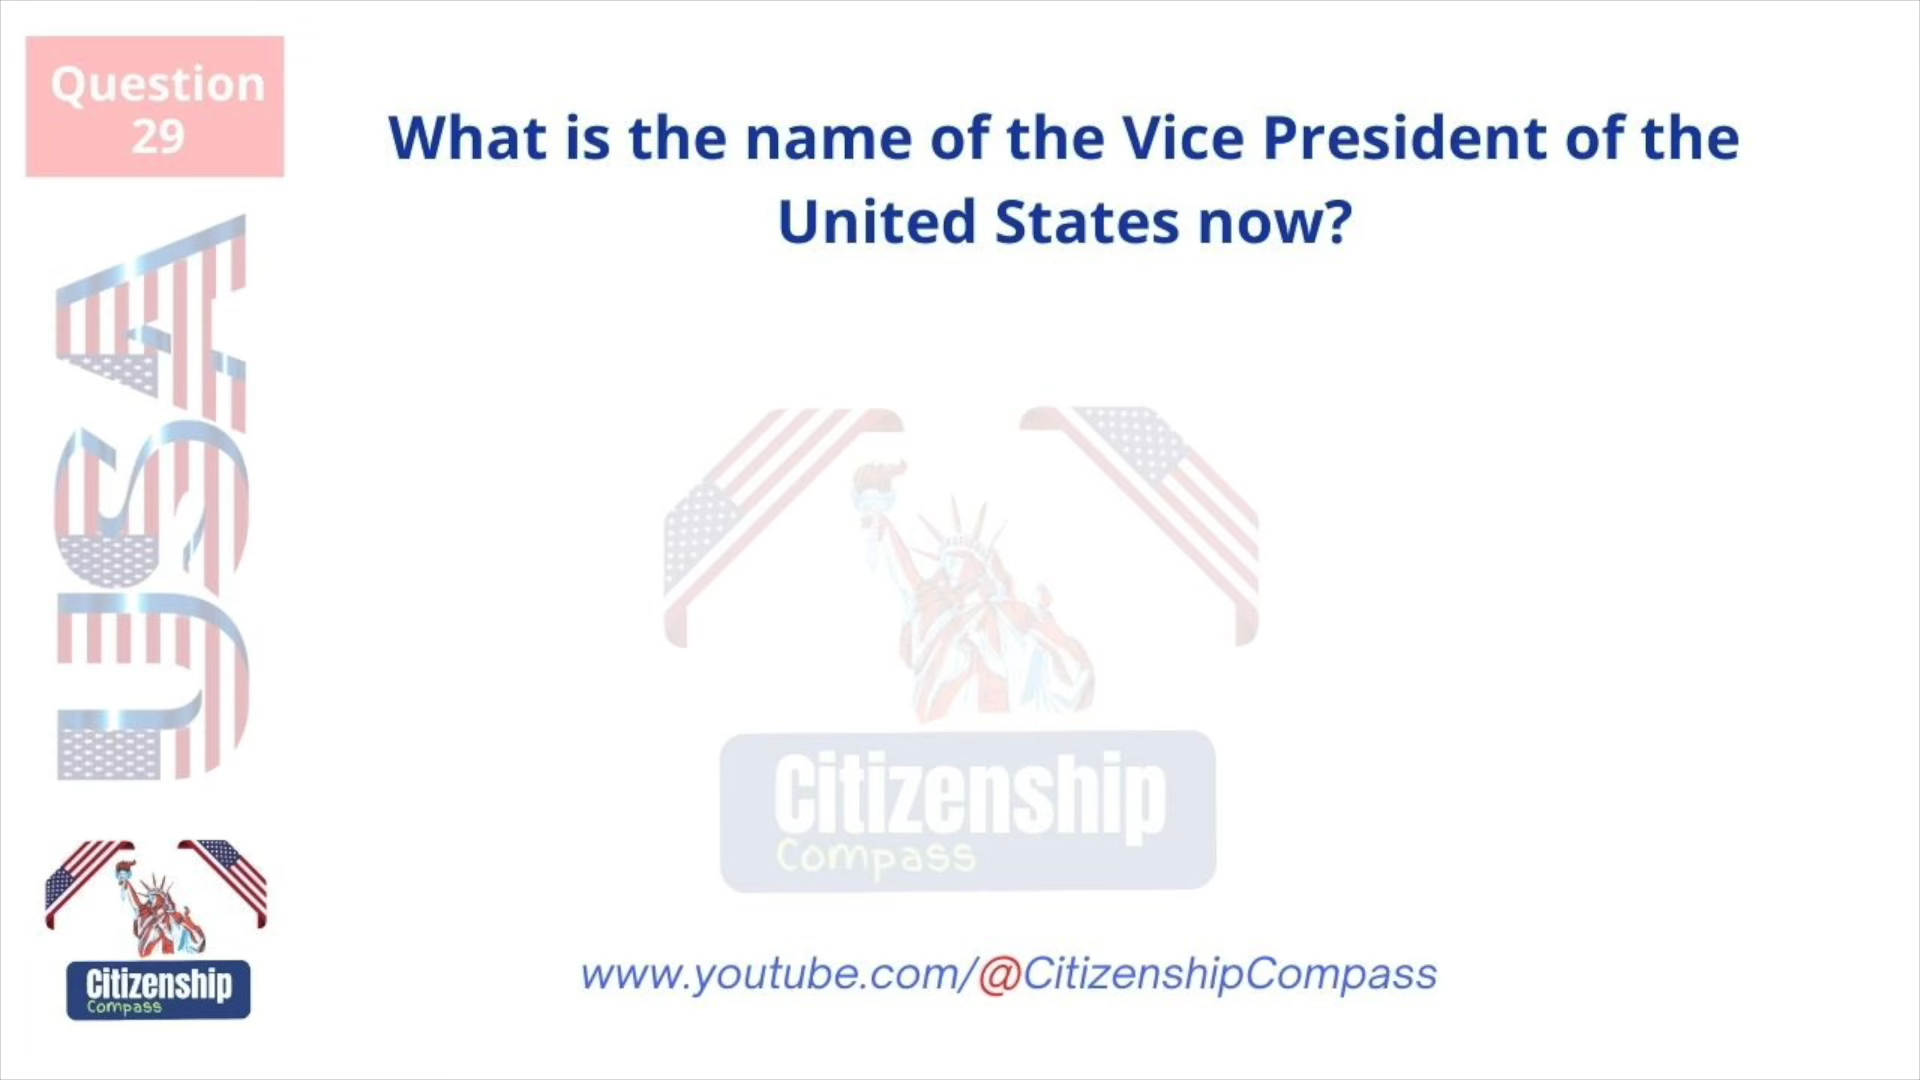 Question
29
What is the name of the Vice President of the
United States now?
USA
Citizenship
Compass
Citizenship
Compass
www.youtube.com/@CitizenshipCompass